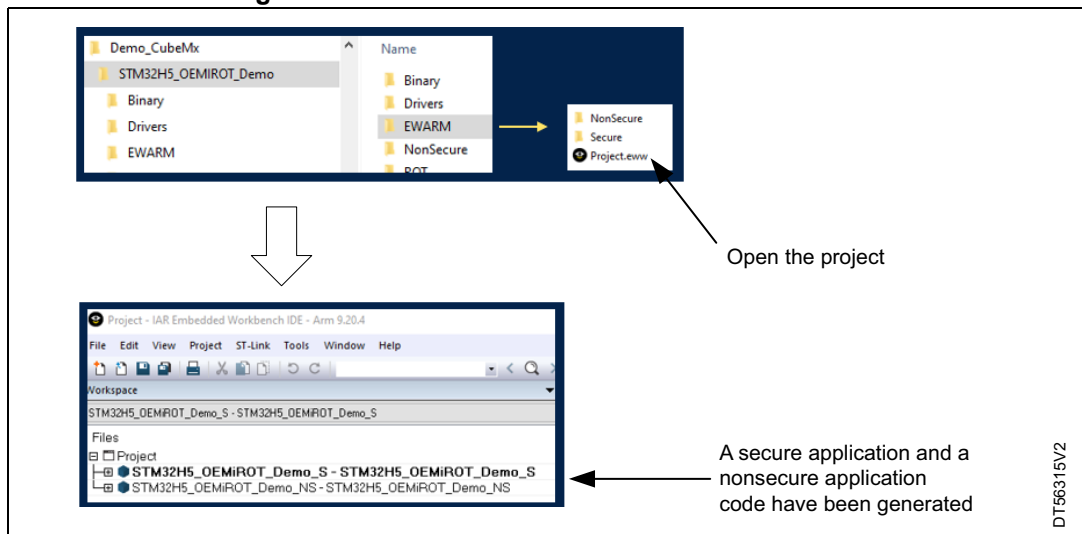 Demo_CubeMx
STM32H5_OEMIROT_Demo
Binary
Drivers
EWARM
Name
Binary
Drivers
EWARM
NonSecure
ROT
NonSecure
Secure
Project.eww
Open the project
Project - IAR Embedded Workbench IDE - Arm 9.20.4
File Edit View Project ST-Link Tools Window Help
Workspace
STM32H5_OEMiROT_Demo_S - STM32H5_OEMiROT_Demo_S
Files
Project
STM32H5_OEMiROT_Demo_S - STM32H5_OEMiROT_Demo_S
STM32H5_OEMiROT_Demo_NS - STM32H5_OEMiROT_Demo_NS
A secure application and a
nonsecure application
code have been generated
DT56315V2